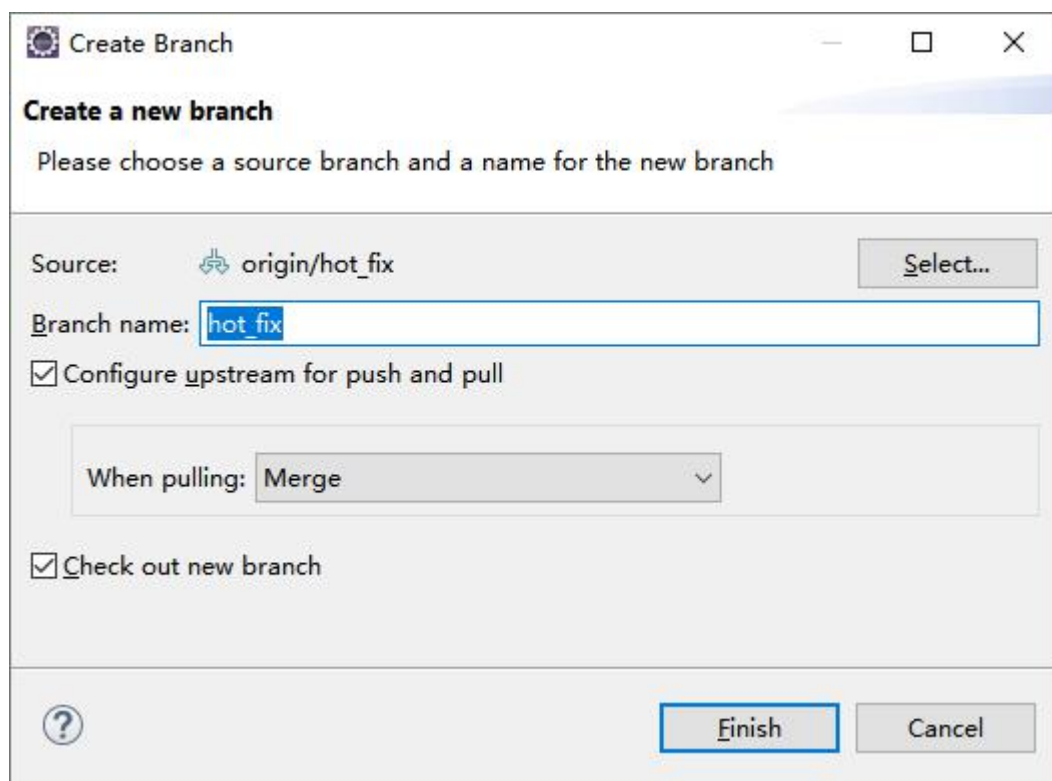 Create Branch
Create a new branch
Please choose a source branch and a name for the new branch
Source: origin/hot_fix Select...
Branch name: hot_fix
Configure upstream for push and pull
When pulling: Merge
Check out new branch
? Finish Cancel